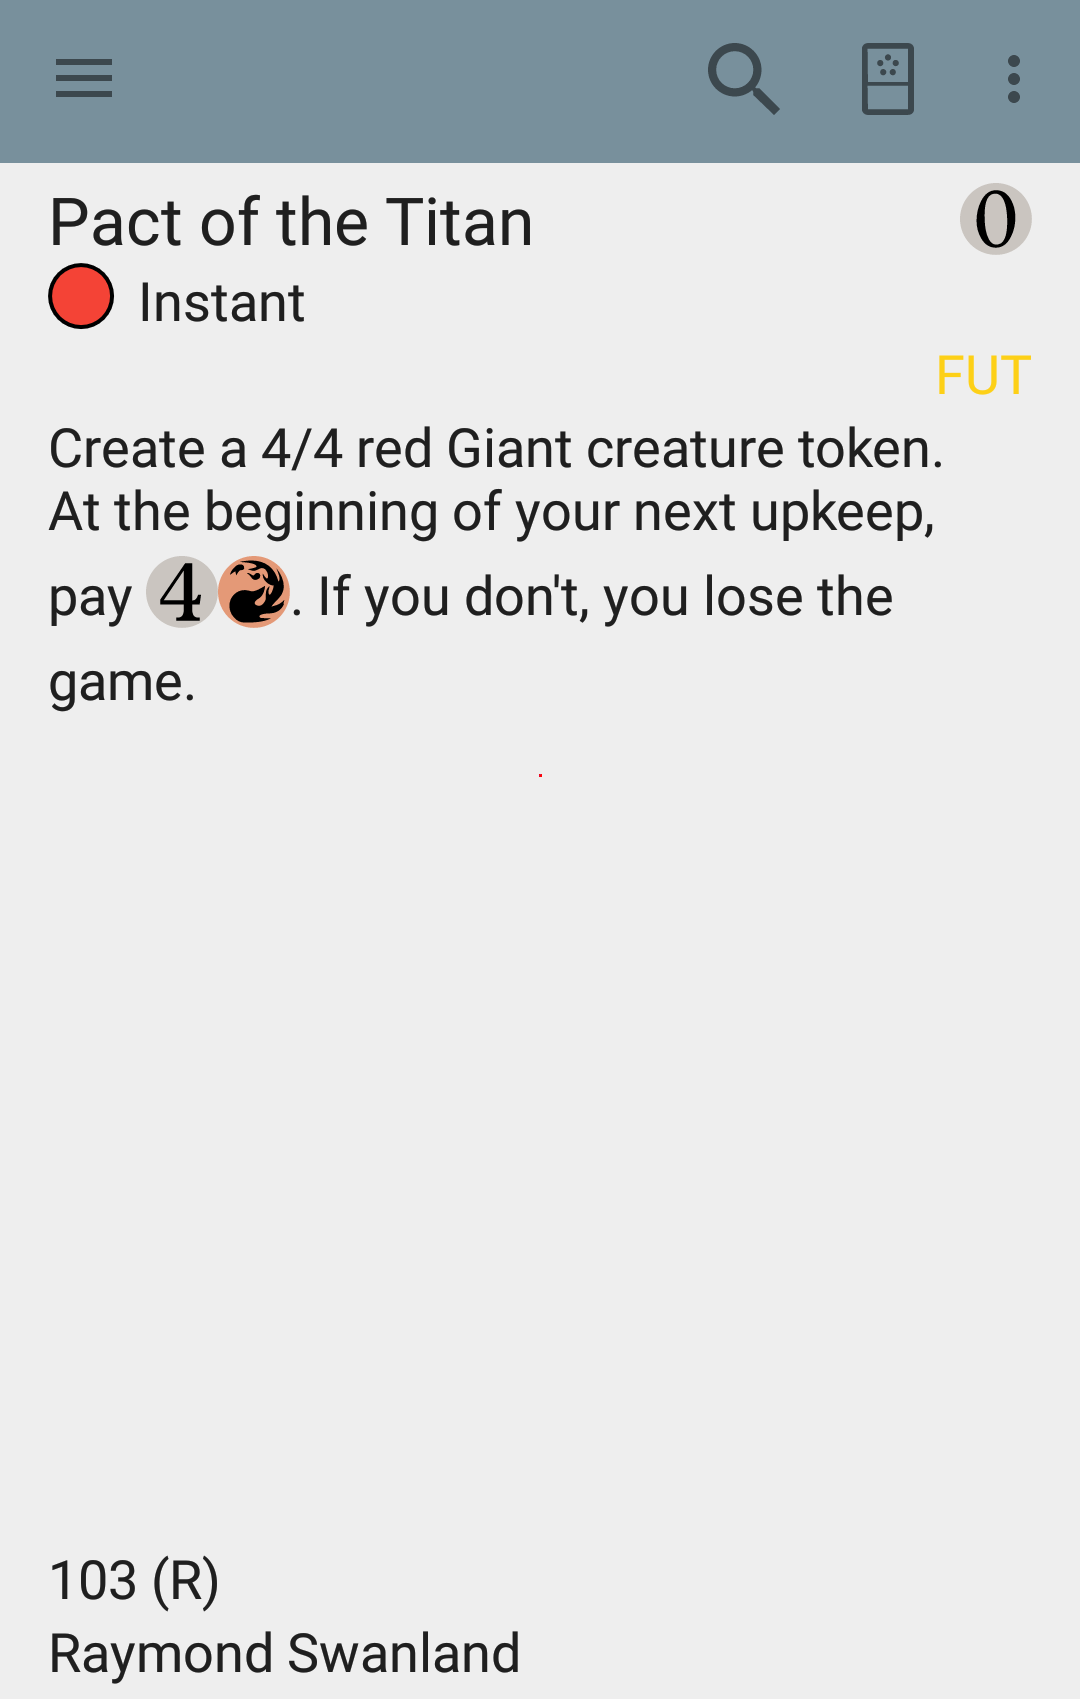 Pact of the Titan 0
Instant
FUT
Create a 4/4 red Giant creature token.
At the beginning of your next upkeep,
pay 4. If you don't, you lose the
game.
103 (R)
Raymond Swanland